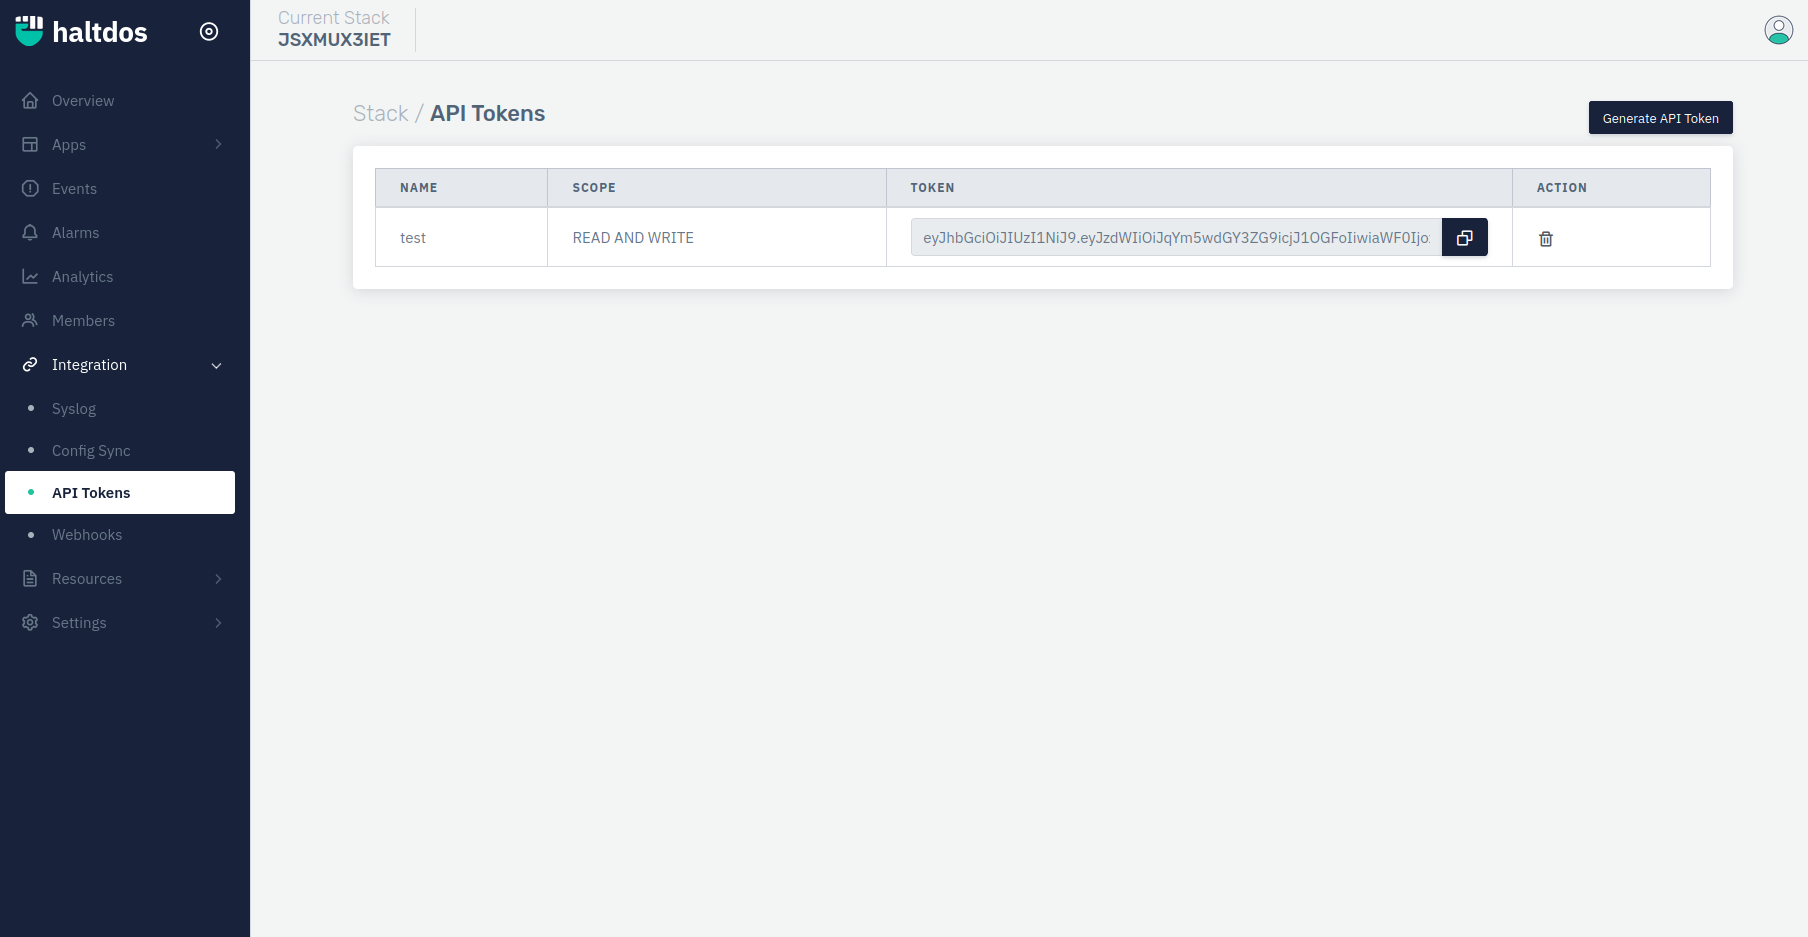 haltdos
Current Stack
JSXMUX3IET
Overview
Apps
Events
Alarms
Analytics
Members
Integration
Syslog
Config Sync
API Tokens
Webhooks
Resources
Settings
Stack / API Tokens
Generate API Token
NAME SCOPE TOKEN ACTION
test READ AND WRITE eyJhbGciOiJIUzI1NiJ9.eyJzdWIiOiJqYm5wdGY3ZG9icjJ1OGFoIiwiaWF0Ijo